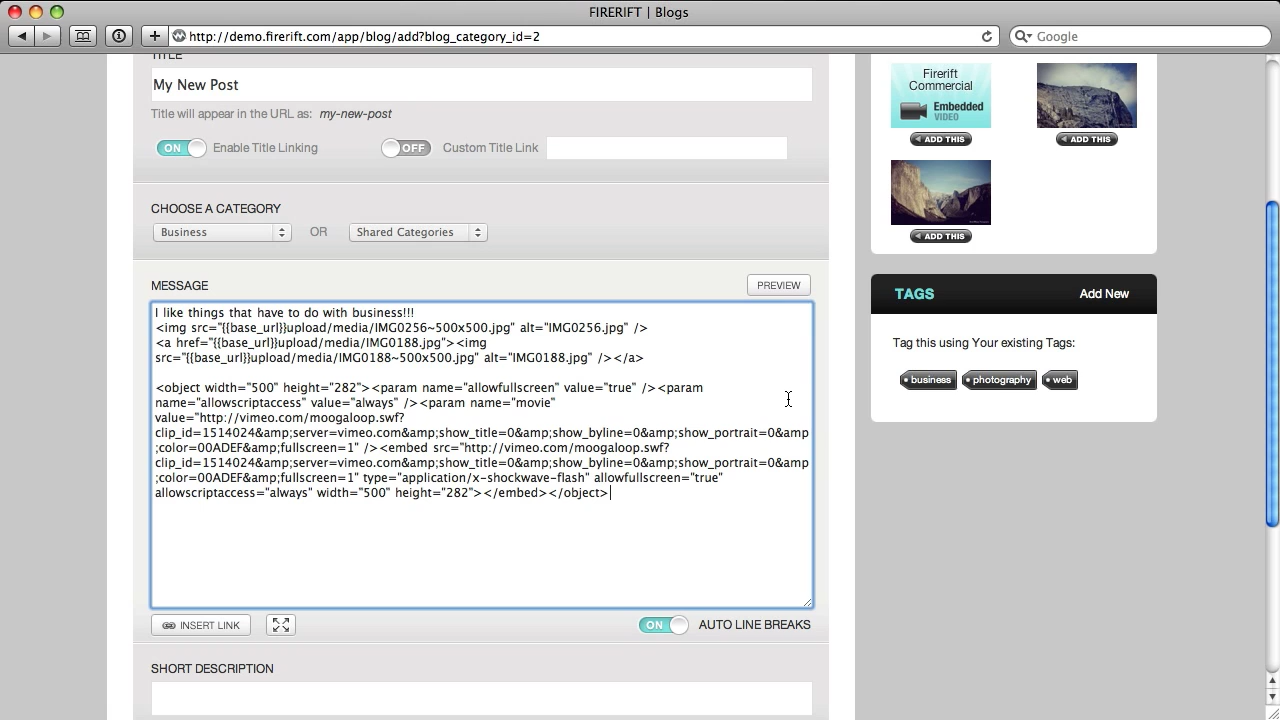 FIRERIFT | Blogs
http://demo.firerift.com/app/blog/add?blog_category_id=2
Google
TITLE
My New Post
Title will appear in the URL as: my-new-post
ON Enable Title Linking OFF Custom Title Link
CHOOSE A CATEGORY
Business OR Shared Categories
MESSAGE
PREVIEW
I like things that have to do with business!!!
<img src="{{base_url}}upload/media/IMG0256~500x500.jpg" alt="IMG0256.jpg" />
<a href="{{base_url}}upload/media/IMG0188.jpg"><img
src="{{base_url}}upload/media/IMG0188~500x500.jpg" alt="IMG0188.jpg" /></a>
<object width="500" height="282"><param name="allowfullscreen" value="true" /><param
name="allowscriptaccess" value="always" /><param name="movie"
value="http://vimeo.com/moogaloop.swf?
clip_id=1514024&amp;server=vimeo.com&amp;show_title=0&amp;show_byline=0&amp;show_portrait=0&amp
;color=00ADEF&amp;fullscreen=1" /><embed src="http://vimeo.com/moogaloop.swf?
clip_id=1514024&amp;server=vimeo.com&amp;show_title=0&amp;show_byline=0&amp;show_portrait=0&amp
;color=00ADEF&amp;fullscreen=1" type="application/x-shockwave-flash" allowfullscreen="true"
allowscriptaccess="always" width="500" height="282"></embed></object>
INSERT LINK
ON AUTO LINE BREAKS
SHORT DESCRIPTION
Firerift
Commercial
Embedded
VIDEO
ADD THIS
ADD THIS
ADD THIS
TAGS
Add New
Tag this using Your existing Tags:
business photography web